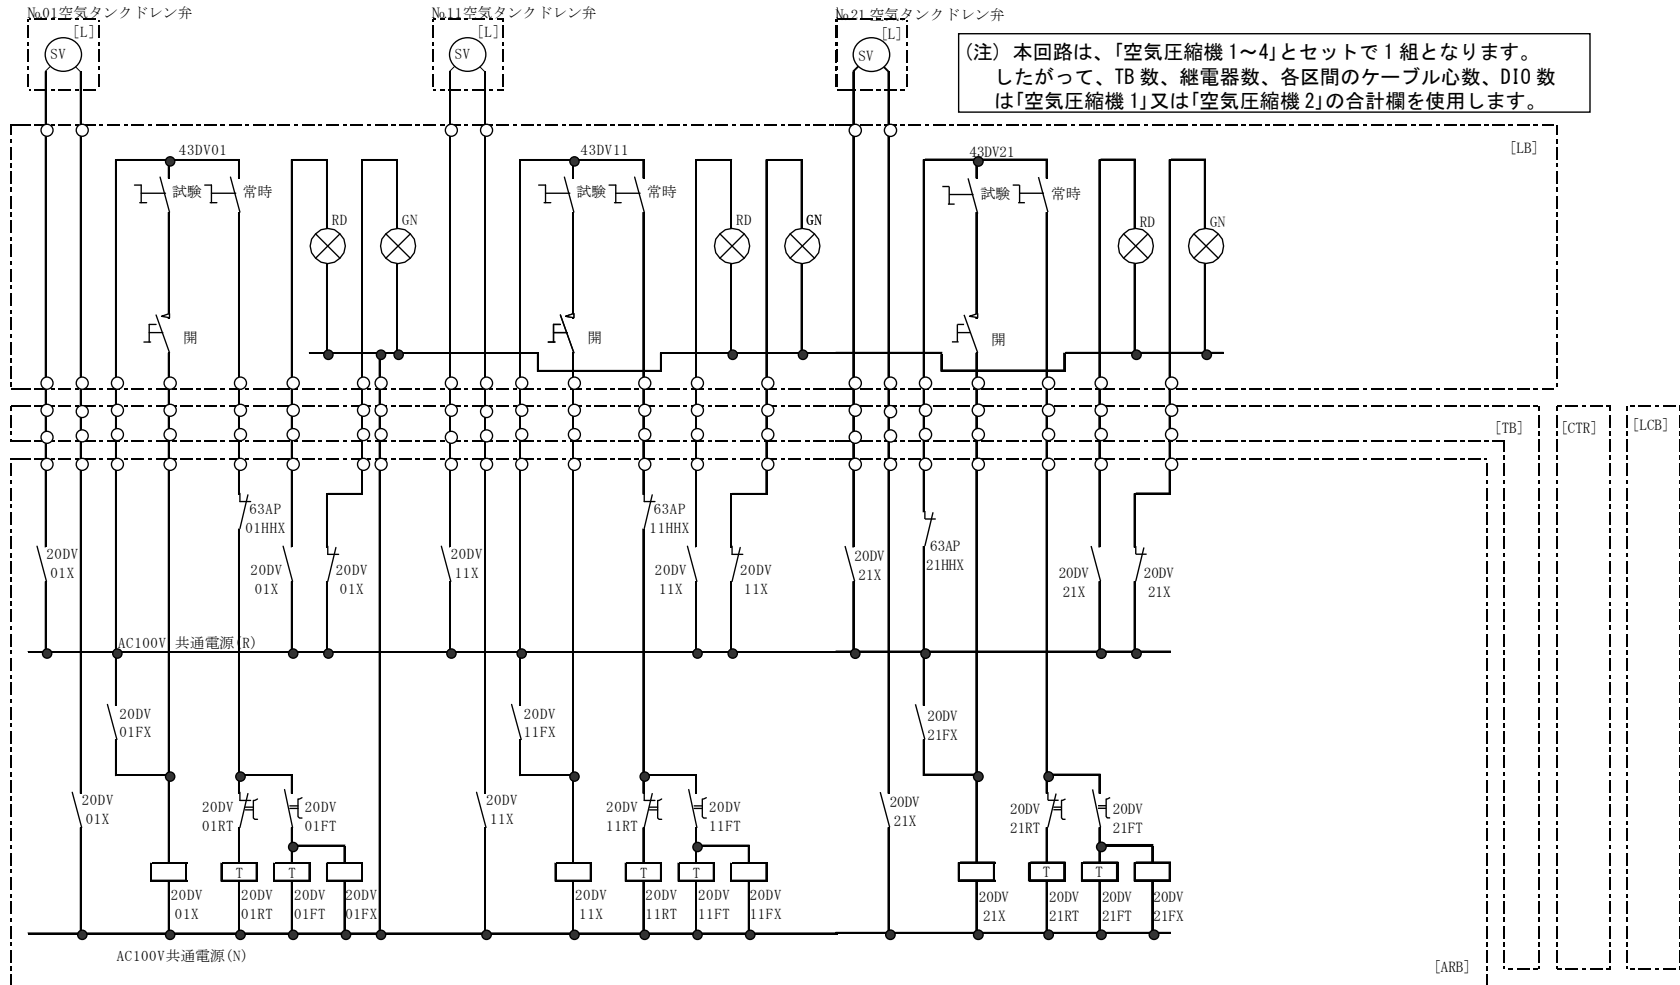 №01空気タンクドレン弁
№11空気タンクドレン弁
№21空気タンクドレン弁
[L]
[L]
[L]
SV
SV
SV
(注) 本回路は、「空気圧縮機1～4」とセットで1組となります。
したがって、TB数、継電器数、各区間のケーブル心数、DIO数
は「空気圧縮機1」又は「空気圧縮機2」の合計欄を使用します。
43DV01
43DV11
43DV21
[LB]
試験
常時
試験
常時
試験
常時
RD
GN
RD
GN
RD
GN
開
開
開
[TB]
[CTR]
[LCB]
63AP
01HHX
63AP
11HHX
63AP
21HHX
20DV
01X
20DV
01X
20DV
01X
20DV
11X
20DV
11X
20DV
11X
20DV
21X
20DV
21X
20DV
21X
AC100V 共通電源(R)
20DV
01FX
20DV
11FX
20DV
21FX
20DV
01X
20DV
01RT
20DV
01FT
20DV
11X
20DV
11RT
20DV
11FT
20DV
21X
20DV
21RT
20DV
21FT
T
T
T
T
T
T
20DV
01X
20DV
01RT
20DV
01FT
20DV
01FX
20DV
11X
20DV
11RT
20DV
11FT
20DV
11FX
20DV
21X
20DV
21RT
20DV
21FT
20DV
21FX
AC100V共通電源(N)
[ARB]